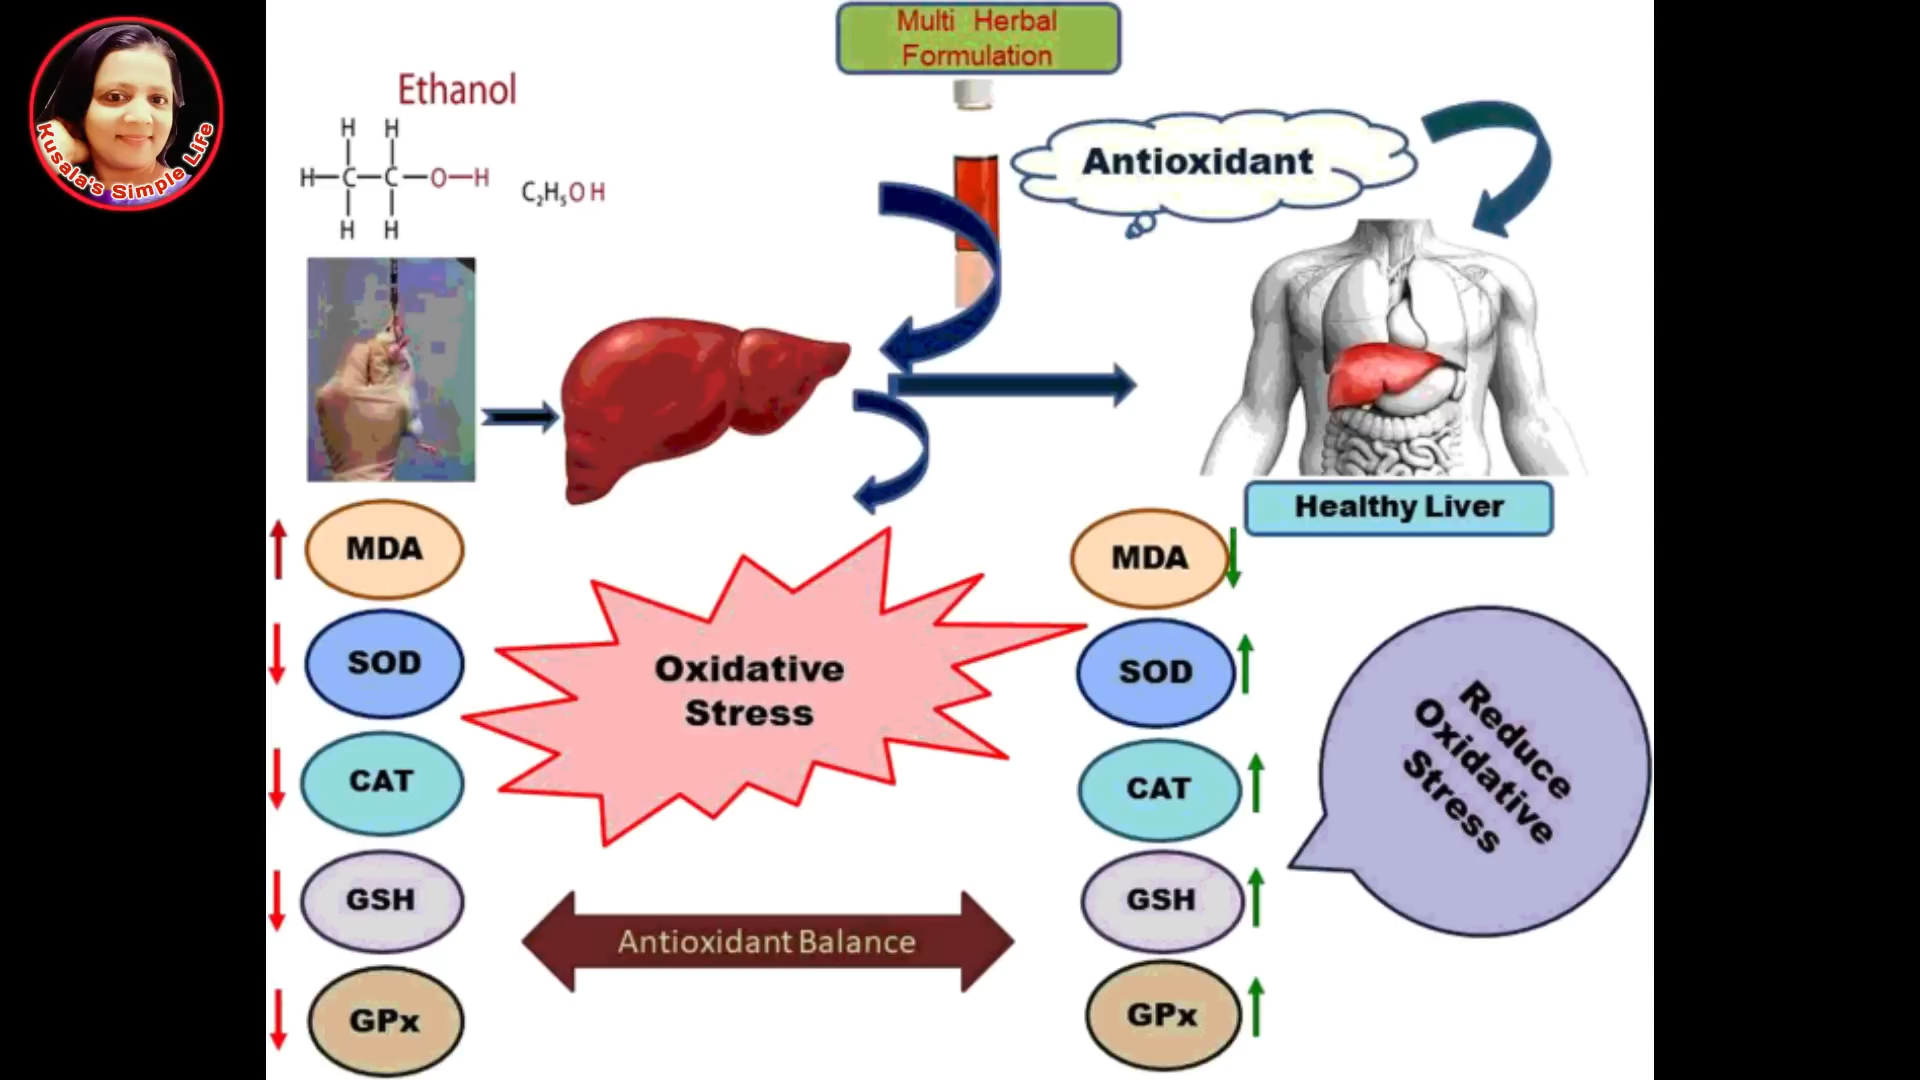 Kusala's Simple Life
Multi Herbal
Formulation
Ethanol
H H
H C C O H
H H
C₂H₅OH
Antioxidant
Healthy Liver
MDA
SOD
CAT
GSH
GPx
Oxidative
Stress
Antioxidant Balance
MDA
SOD
CAT
GSH
GPx
Reduce
Oxidative
Stress